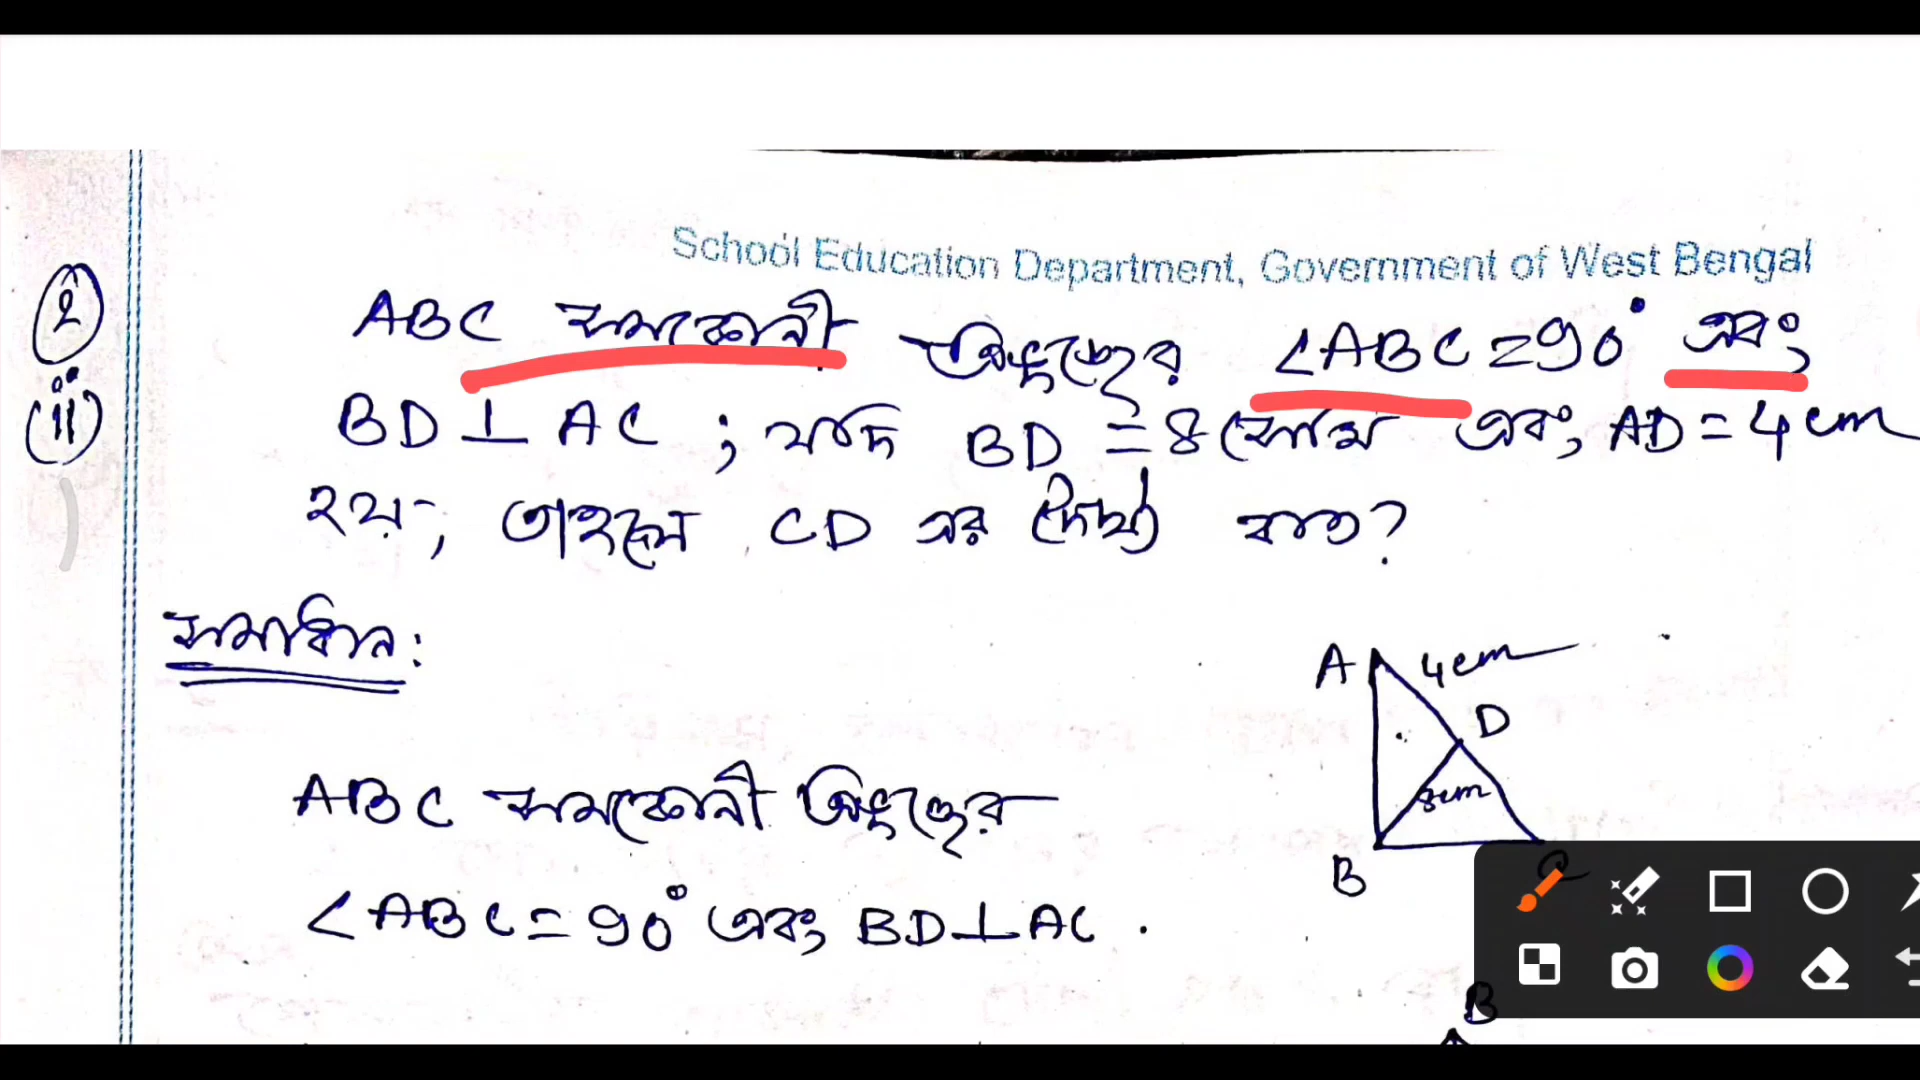 School Education Department, Government of West Bengal
2
(ii)
ABC সমকোনী ত্রিভুজের ∠ABC = 90° এবং
BD ⊥ AC ; যদি BD = 8 সেমি এবং AD = 4 cm
হয়, তাহলে CD এর দৈর্ঘ্য কত?
সমাধান:
A 4cm
D
8cm
B C
ABC সমকোনী ত্রিভুজের
∠ABC = 90° এবং BD ⊥ AC .
B